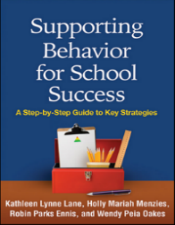 Supporting
Behavior
for School
Success
A Step-by-Step Guide to Key Strategies
Kathleen Lynne Lane, Holly Mariah Menzies,
Robin Parks Ennis, and Wendy Peia Oakes